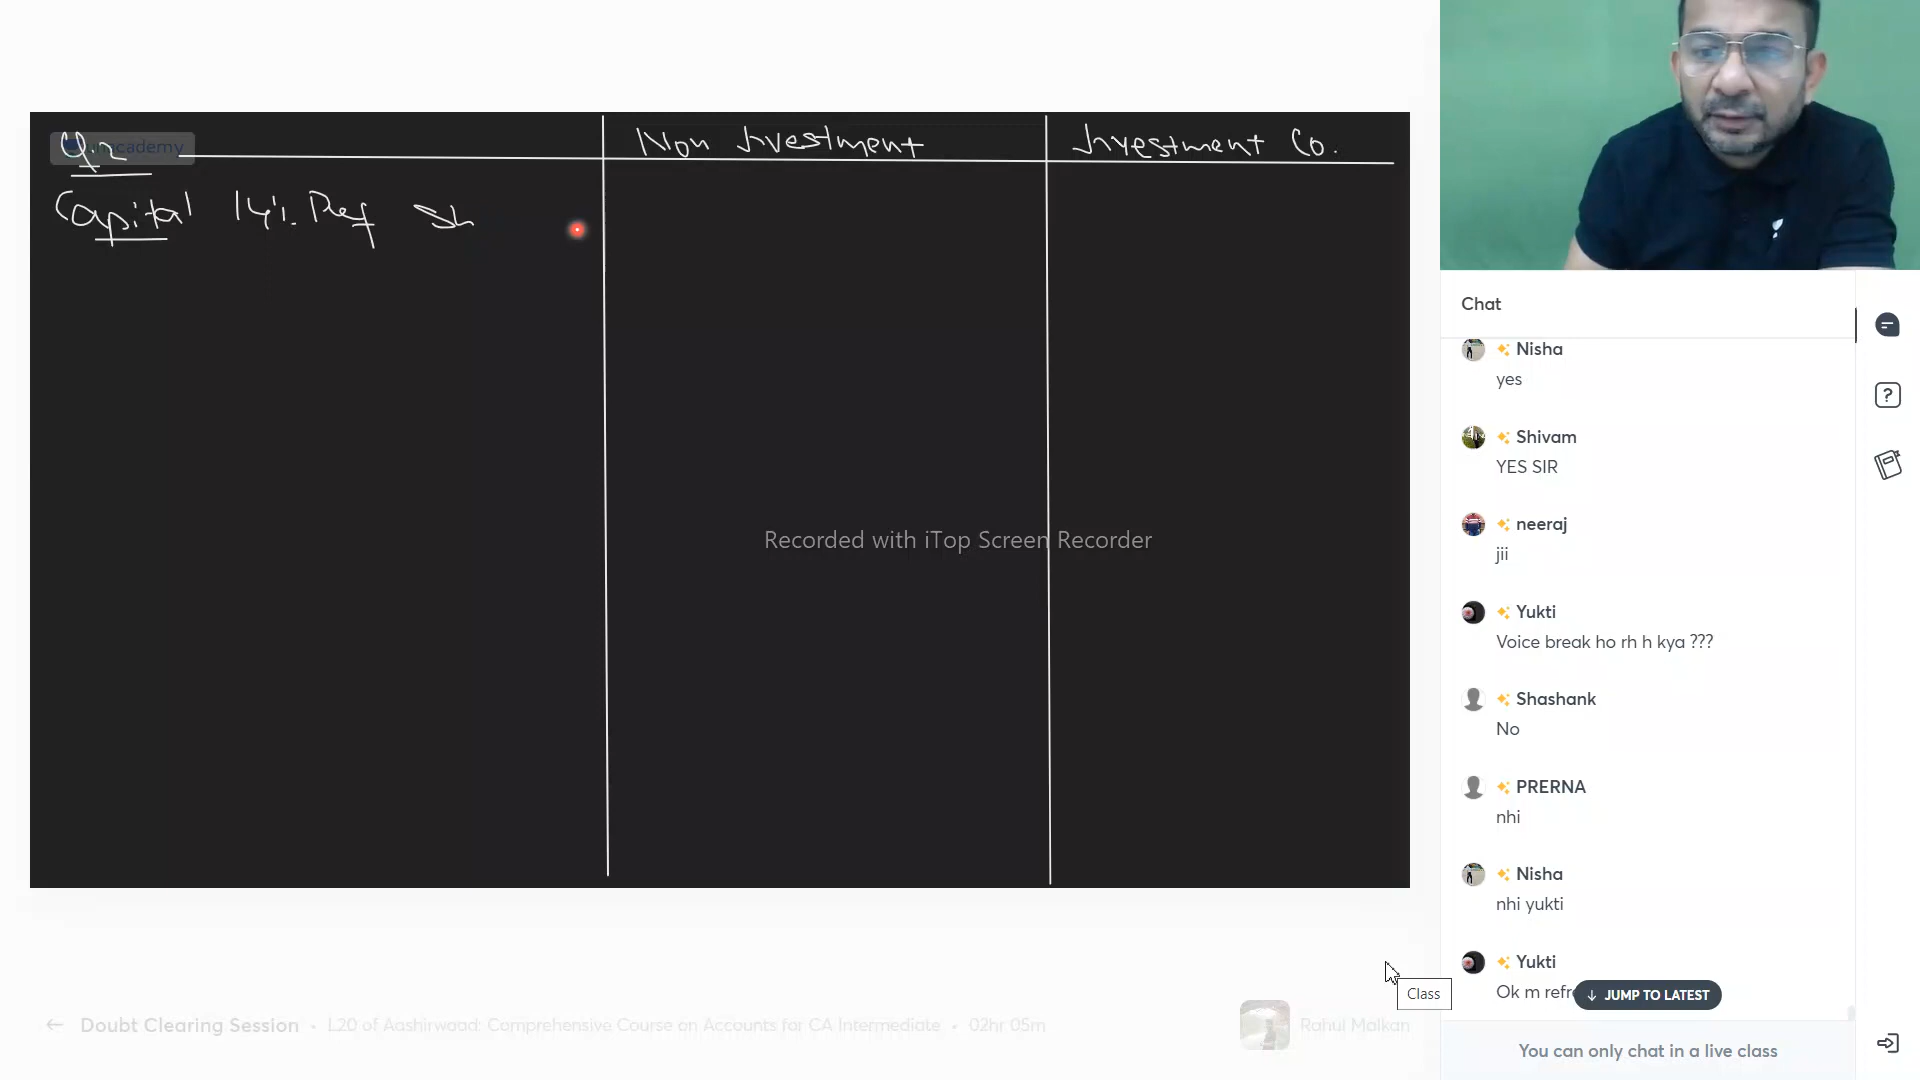 Q.2
unacademy
Non Investment
Investment Co.
Capital 14%. Pref Sh
Recorded with iTop Screen Recorder
Chat
Nisha
yes
Shivam
YES SIR
neeraj
jii
Yukti
Voice break ho rh h kya ???
Shashank
No
PRERNA
nhi
Nisha
nhi yukti
Yukti
Ok m refr
↓ JUMP TO LATEST
You can only chat in a live class
Class
← Doubt Clearing Session • L20 of Aashirwaad: Comprehensive Course on Accounts for CA Intermediate • 02hr 05m
Rahul Malkan